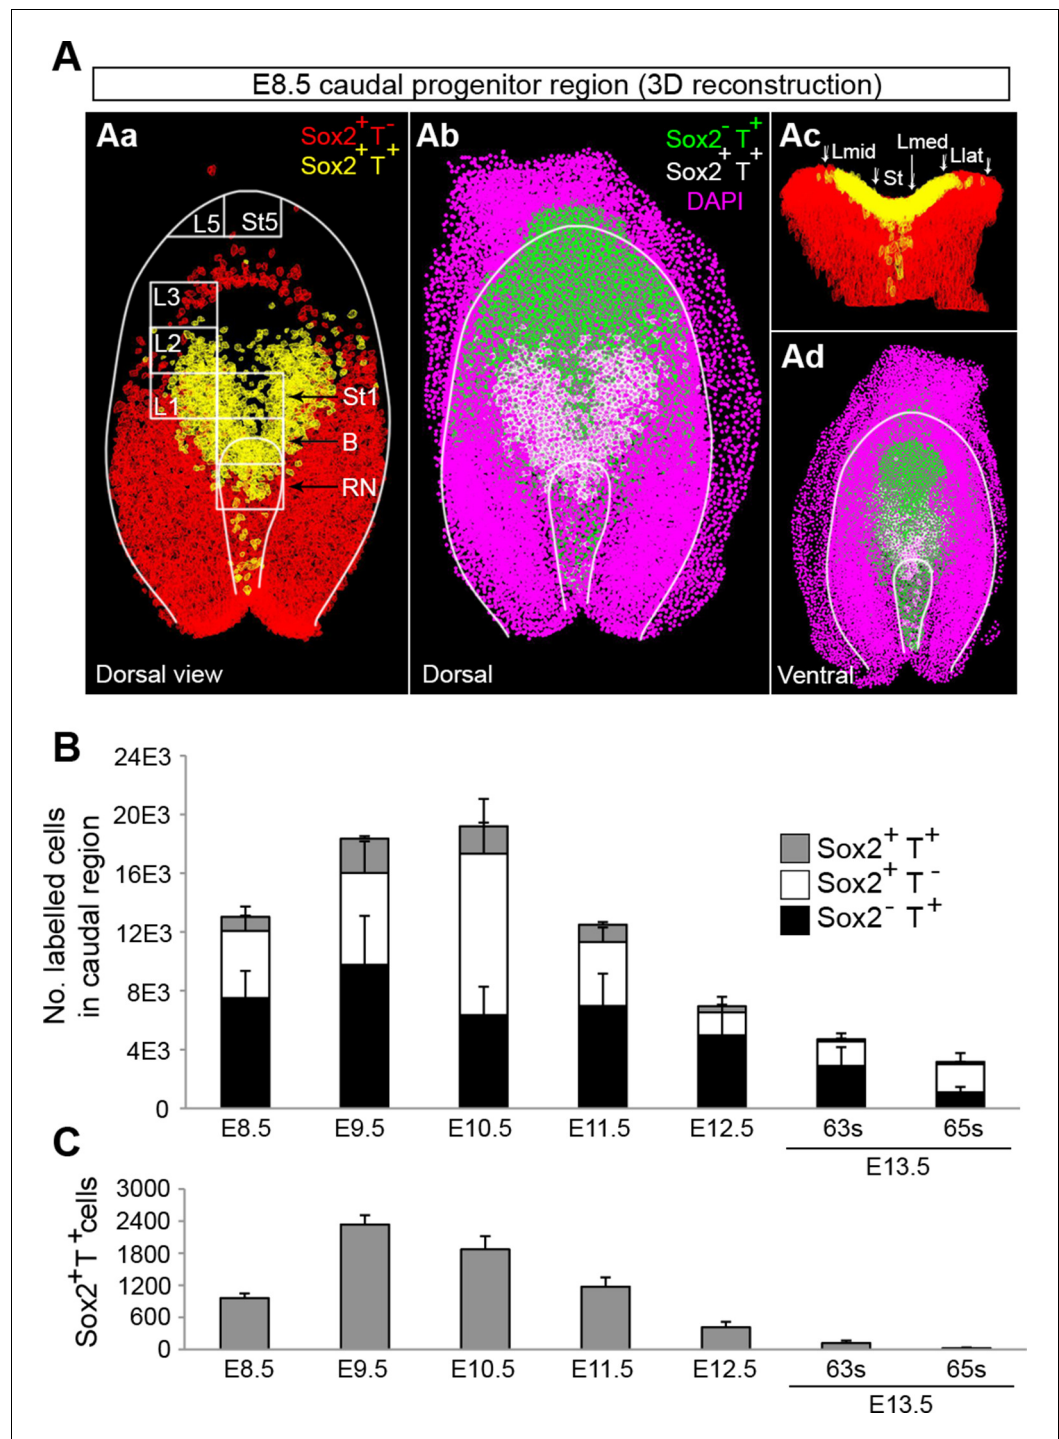 A
E8.5 caudal progenitor region (3D reconstruction)
Aa
Sox2⁺T⁻
Sox2⁺T⁺
L5
St5
L3
L2
L1
St1
B
RN
Dorsal view
Ab
Sox2⁻T⁺
Sox2⁺T⁺
DAPI
Dorsal
Ac
Lmid
St
Lmed
Llat
Ad
Ventral
B
No. labelled cells
in caudal region
24E3
20E3
16E3
12E3
8E3
4E3
0
Sox2⁺ T⁺
Sox2⁺ T⁻
Sox2⁻ T⁺
E8.5 E9.5 E10.5 E11.5 E12.5 63s 65s
E13.5
C
Sox2⁺T⁺cells
3000
2400
1800
1200
600
0
E8.5 E9.5 E10.5 E11.5 E12.5 63s 65s
E13.5